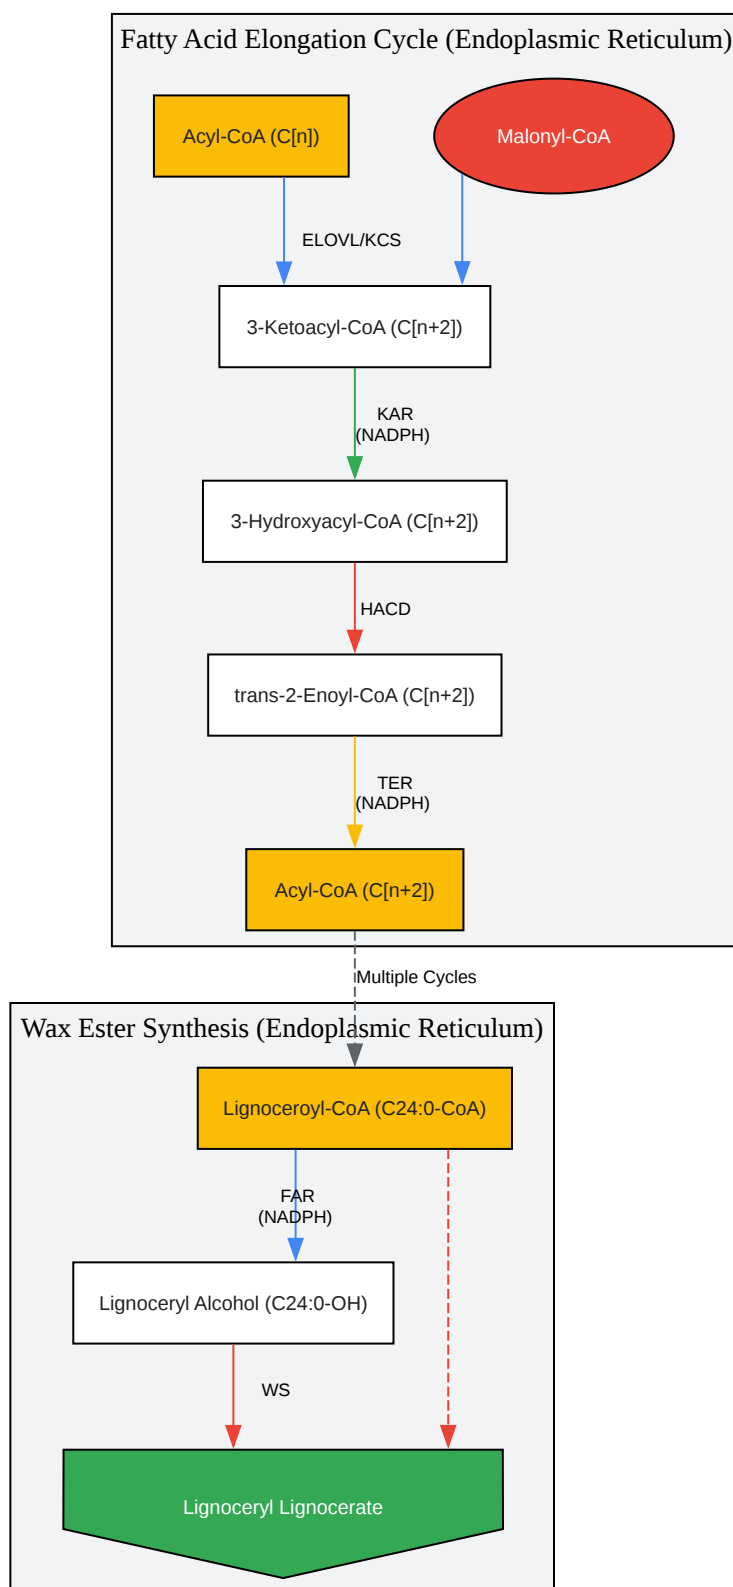 Fatty Acid Elongation Cycle (Endoplasmic Reticulum)
Acyl-CoA (C[n])
Malonyl-CoA
ELOVL/KCS
3-Ketoacyl-CoA (C[n+2])
KAR
(NADPH)
3-Hydroxyacyl-CoA (C[n+2])
HACD
trans-2-Enoyl-CoA (C[n+2])
TER
(NADPH)
Acyl-CoA (C[n+2])
Multiple Cycles
Wax Ester Synthesis (Endoplasmic Reticulum)
Lignoceroyl-CoA (C24:0-CoA)
FAR
(NADPH)
Lignoceryl Alcohol (C24:0-OH)
WS
Lignoceryl Lignocerate